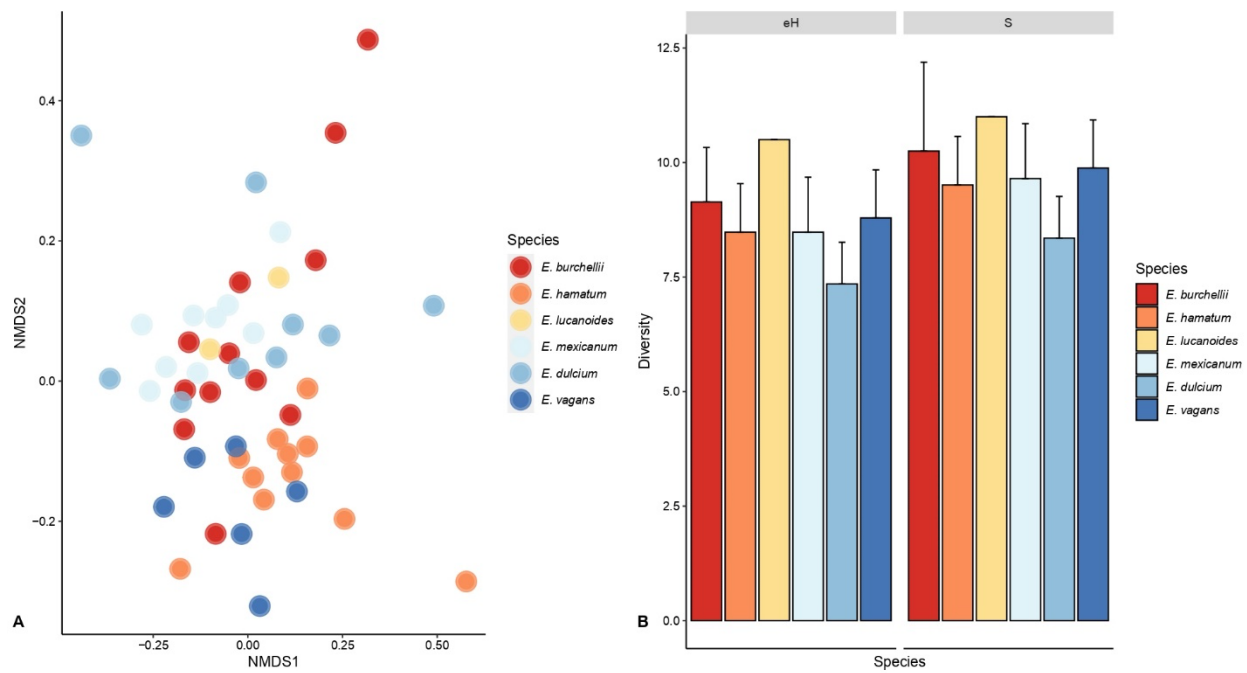 0.4
0.2
0.0
−0.2
NMDS2
−0.25
0.00
0.25
0.50
NMDS1
A
Species
E. burchellii
E. hamatum
E. lucanoides
E. mexicanum
E. dulcium
E. vagans
eH
S
12.5
10.0
7.5
5.0
2.5
0.0
Diversity
Species
B
Species
E. burchellii
E. hamatum
E. lucanoides
E. mexicanum
E. dulcium
E. vagans